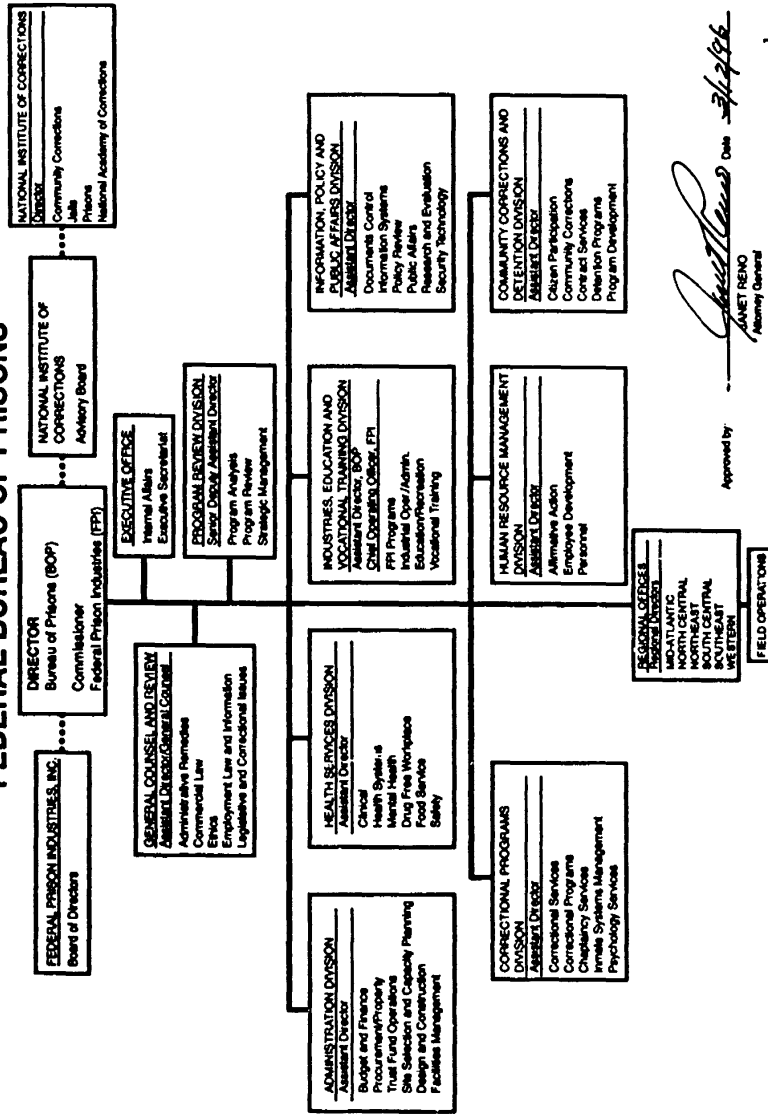 FEDERAL BUREAU OF PRISONS
FEDERAL PRISON INDUSTRIES, INC.
Board of Directors
DIRECTOR
Bureau of Prisons (BOP)
Commissioner
Federal Prison Industries (FPI)
NATIONAL INSTITUTE OF
CORRECTIONS
Advisory Board
NATIONAL INSTITUTE OF CORRECTIONS
Director
Community Corrections
Jails
Prisons
National Academy of Corrections
EXECUTIVE OFFICE
Internal Affairs
Executive Secretariat
GENERAL COUNSEL AND REVIEW
Assistant Director/General Counsel
Administrative Remedies
Commercial Law
Ethics
Employment Law and Information
Legislative and Correctional Issues
PROGRAM REVIEW DIVISION
Senior Deputy Assistant Director
Program Analysis
Program Review
Strategic Management
ADMINISTRATION DIVISION
Assistant Director
Budget and Finance
Procurement/Property
Trust Fund Operations
Site Selection and Capacity Planning
Design and Construction
Facilities Management
HEALTH SERVICES DIVISION
Assistant Director
Clinical
Health Systems
Mental Health
Drug Free Workplace
Food Service
Safety
INDUSTRIES, EDUCATION AND
VOCATIONAL TRAINING DIVISION
Assistant Director, BOP
Chief Operating Officer, FPI
FPI Programs
Industrial Oper./Admin.
Education/Recreation
Vocational Training
INFORMATION, POLICY AND
PUBLIC AFFAIRS DIVISION
Assistant Director
Documents Control
Information Systems
Policy Review
Public Affairs
Research and Evaluation
Security Technology
CORRECTIONAL PROGRAMS
DIVISION
Assistant Director
Correctional Services
Correctional Programs
Chaplaincy Services
Inmate Systems Management
Psychology Services
HUMAN RESOURCE MANAGEMENT
DIVISION
Assistant Director
Affirmative Action
Employee Development
Personnel
COMMUNITY CORRECTIONS AND
DETENTION DIVISION
Assistant Director
Citizen Participation
Community Corrections
Contract Services
Detention Programs
Program Development
REGIONAL OFFICES
Regional Directors
MID-ATLANTIC
NORTH CENTRAL
NORTHEAST
SOUTH CENTRAL
SOUTHEAST
WESTERN
FIELD OPERATIONS
Approved by Janet Reno Date 3/12/96
JANET RENO
Attorney General